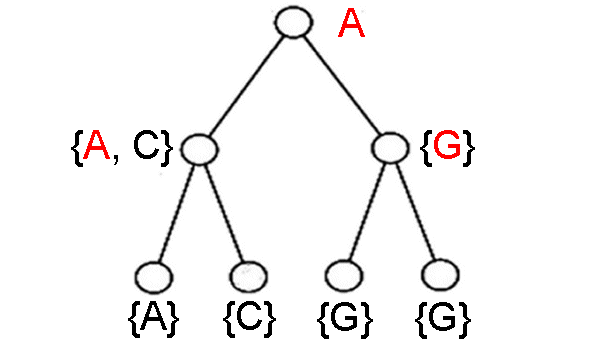 A
{A, C} {G}
{A} {C} {G} {G}